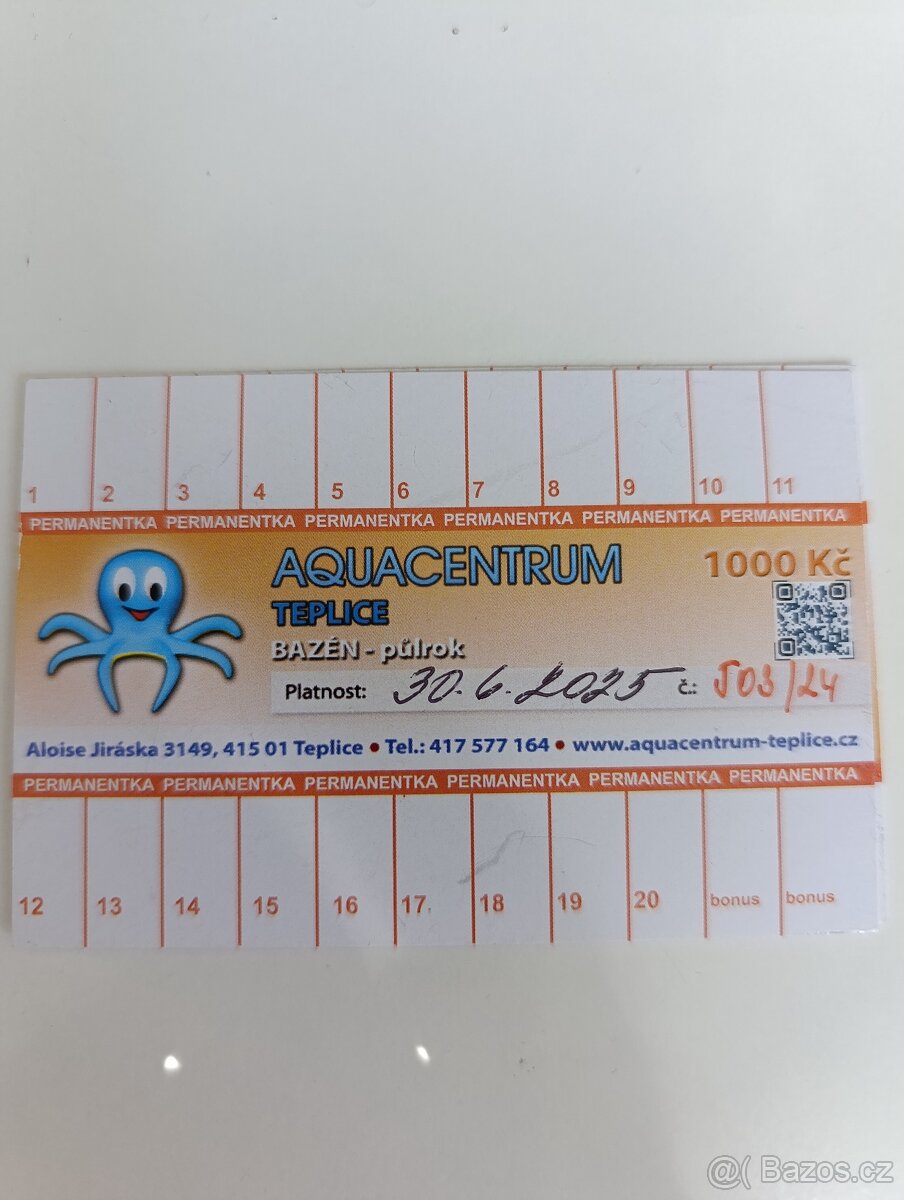 1 2 3 4 5 6 7 8 9 10 11
PERMANENTKA PERMANENTKA PERMANENTKA PERMANENTKA PERMANENTKA PERMANENTKA
AQUACENTRUM 1000 Kč
TEPLICE
BAZÉN - půlrok
Platnost: 30.6.2025 č.: 503/24
Aloise Jiráska 3149, 415 01 Teplice • Tel.: 417 577 164 • www.aquacentrum-teplice.cz
PERMANENTKA PERMANENTKA PERMANENTKA PERMANENTKA PERMANENTKA PERMANENTKA
12 13 14 15 16 17 18 19 20 bonus bonus
@( Bazos.cz